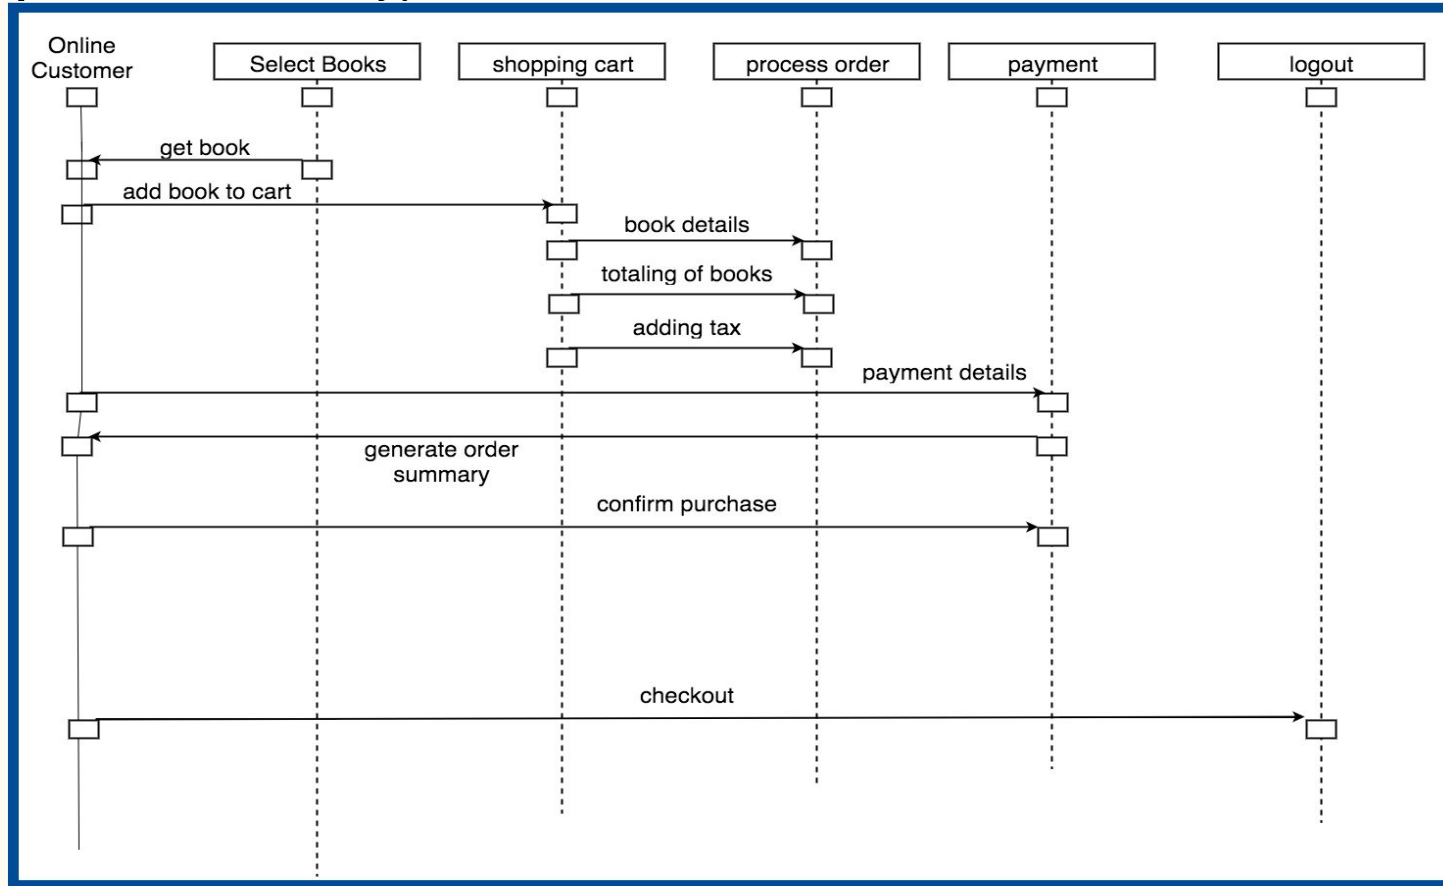 Online
Customer
Select Books
shopping cart
process order
payment
logout
get book
add book to cart
book details
totaling of books
adding tax
payment details
generate order
summary
confirm purchase
checkout